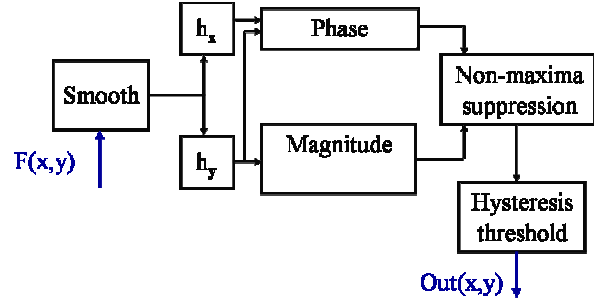 h_x
Phase
Smooth
Non-maxima
suppression
F(x,y)
h_y
Magnitude
Hysteresis
threshold
Out(x,y)